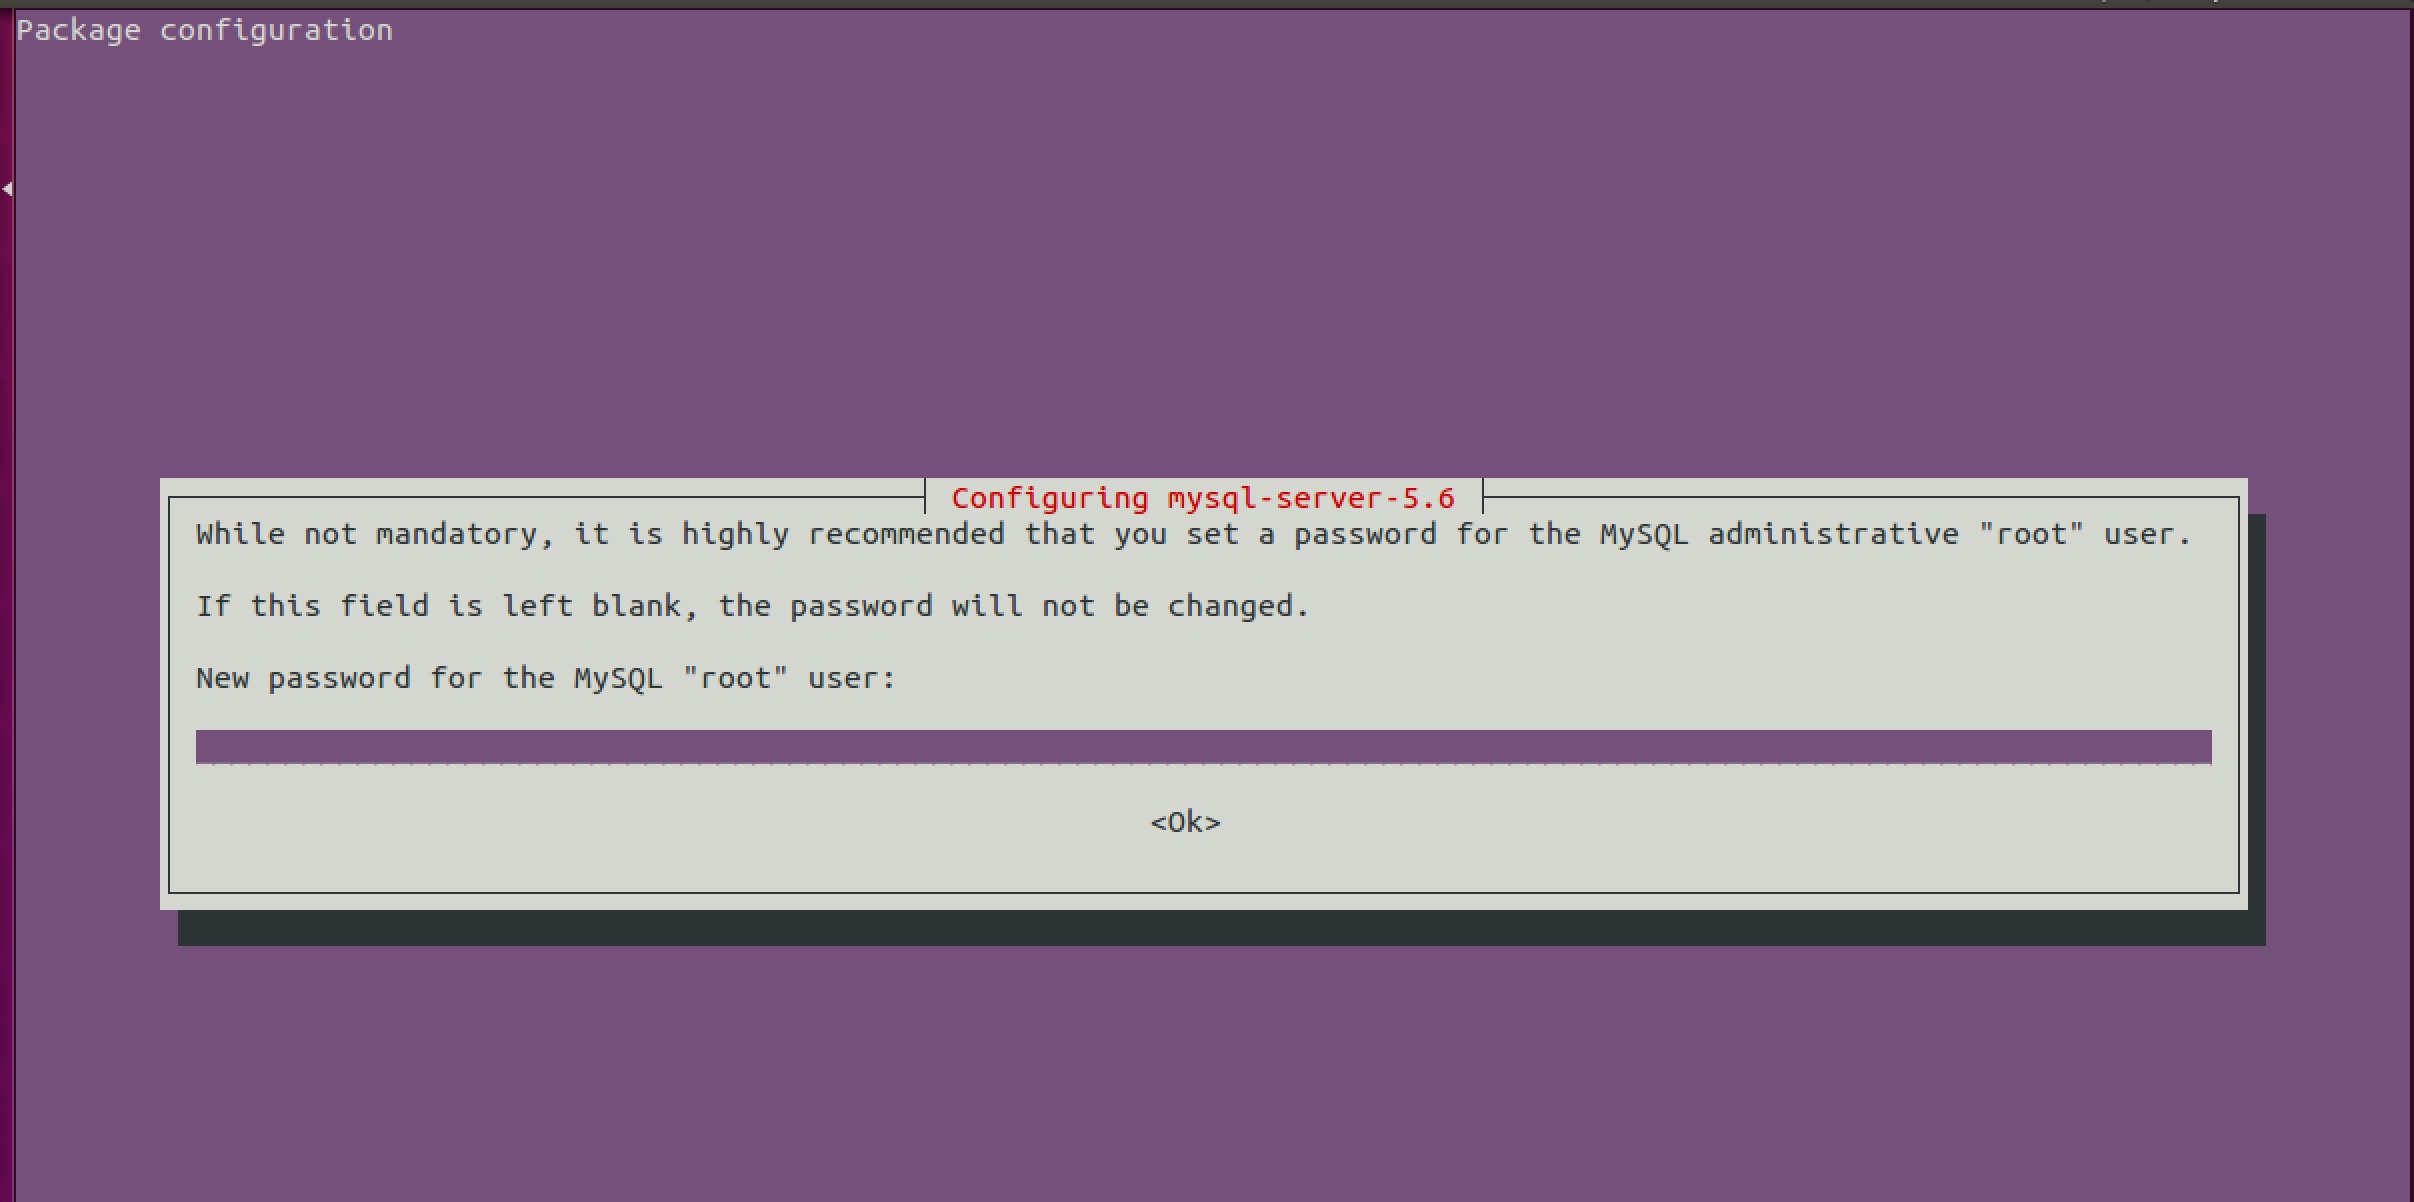 Package configuration
Configuring mysql-server-5.6
While not mandatory, it is highly recommended that you set a password for the MySQL administrative "root" user.
If this field is left blank, the password will not be changed.
New password for the MySQL "root" user:
<Ok>